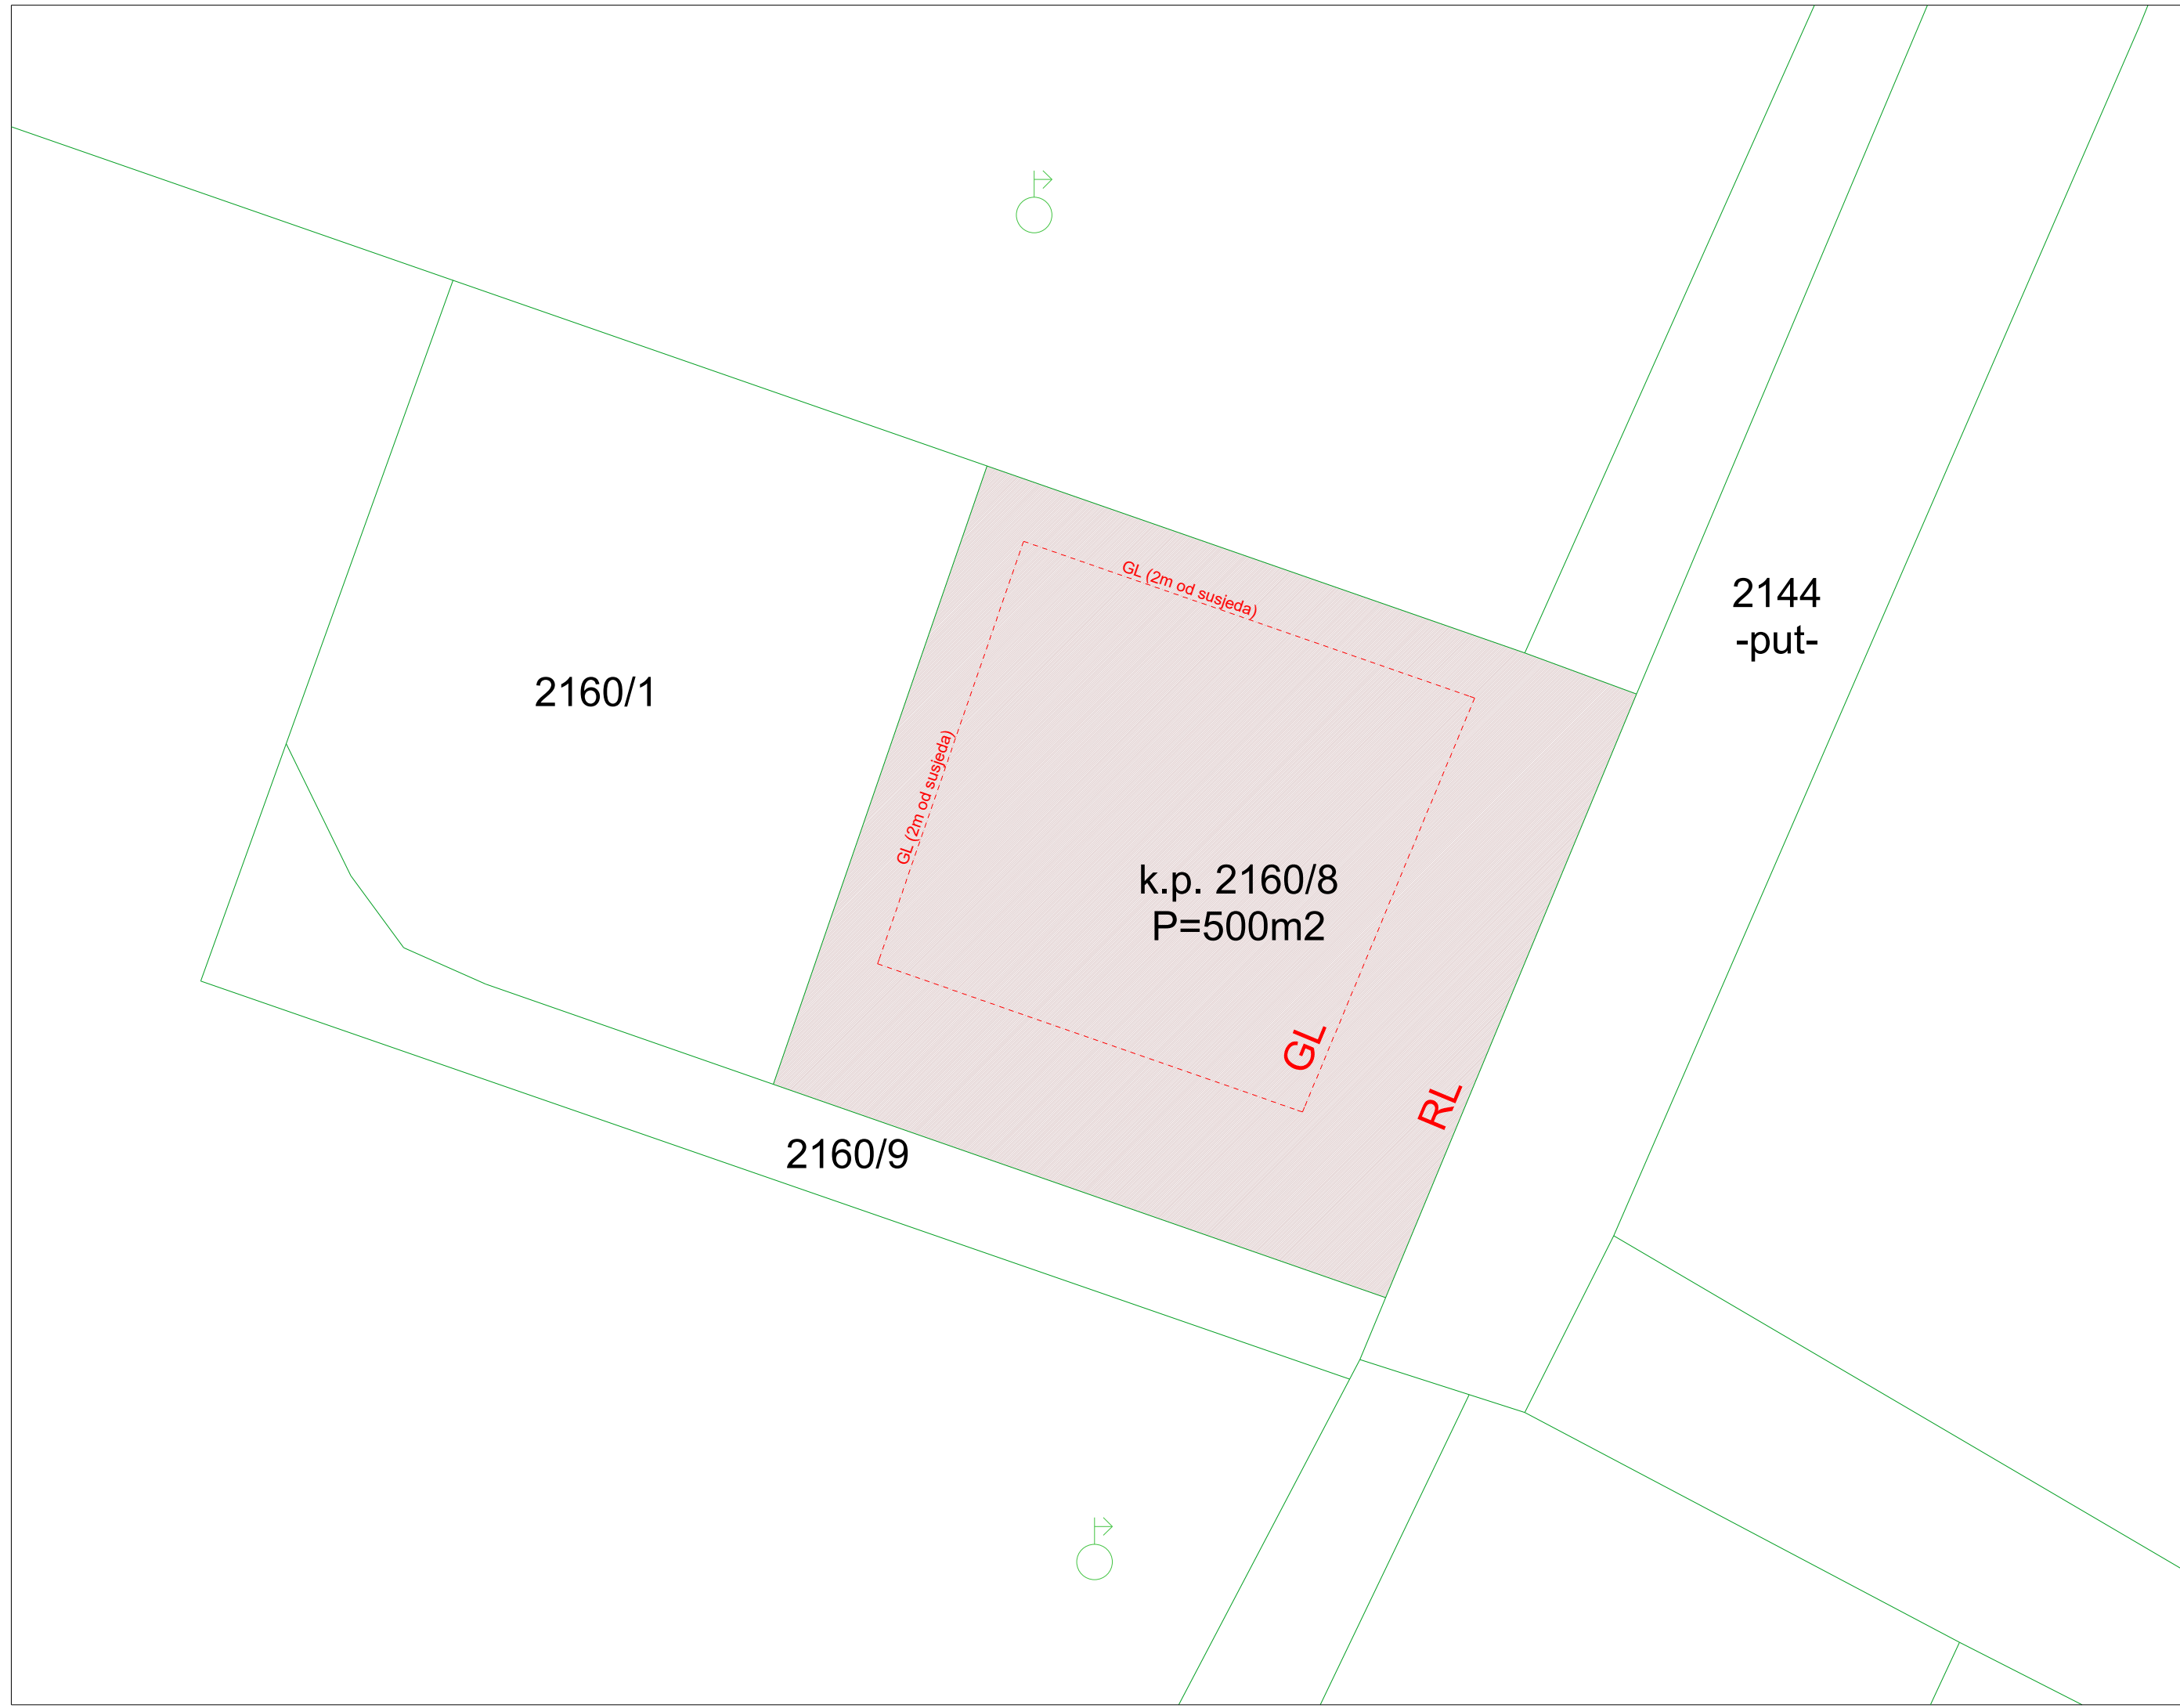 GL (2m od susjeda)
2144
-put-
2160/1
GL (2m od susjeda)
k.p. 2160/8
P=500m2
GL
RL
2160/9